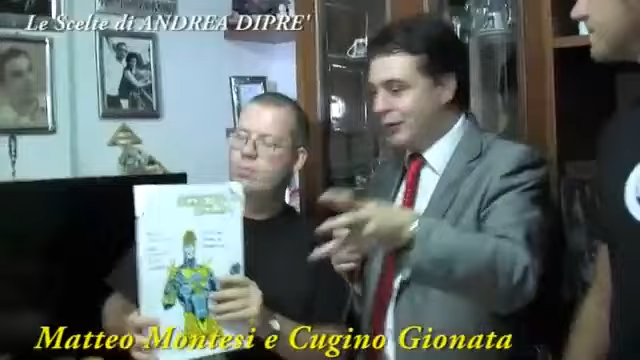 Le Scelte di ANDREA DIPRE'
Matteo Montesi e Cugino Gionata